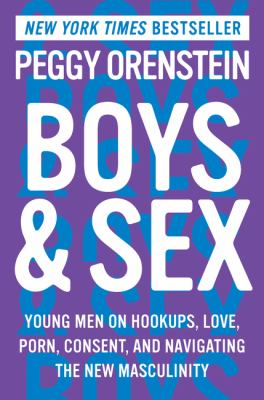 NEW YORK TIMES BESTSELLER
PEGGY ORENSTEIN
BOYS
& SEX
YOUNG MEN ON HOOKUPS, LOVE,
PORN, CONSENT, AND NAVIGATING
THE NEW MASCULINITY